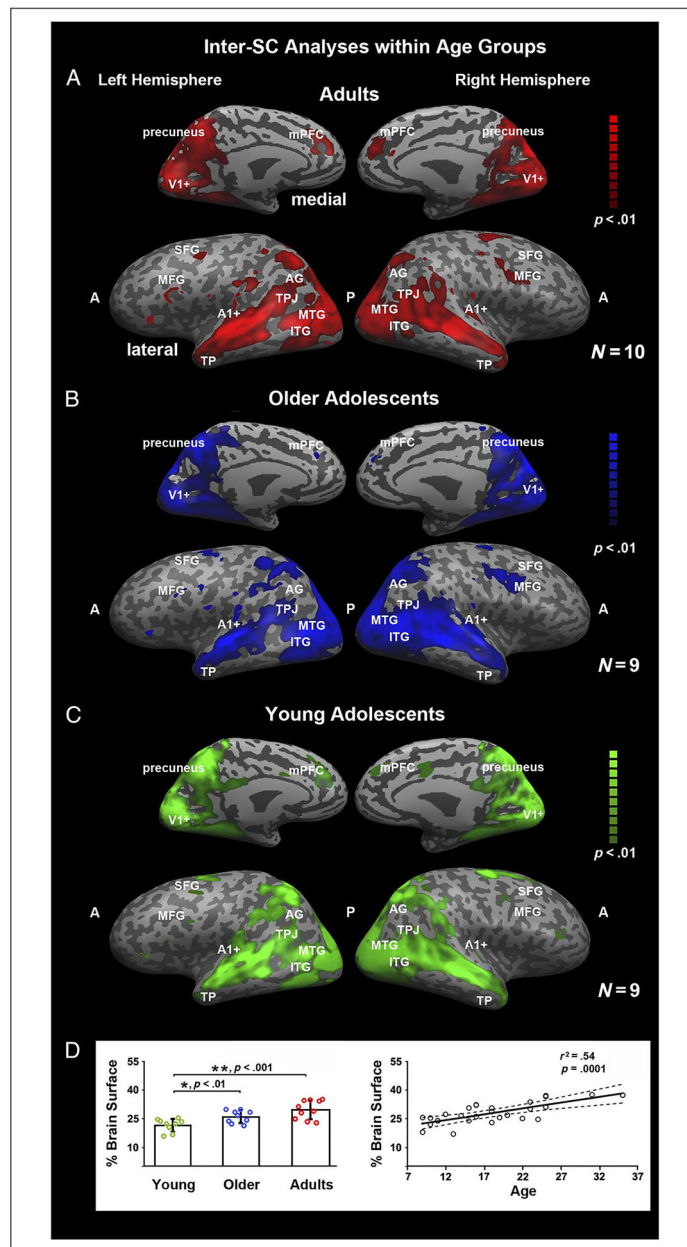 Inter-SC Analyses within Age Groups
A
Left Hemisphere
Right Hemisphere
Adults
precuneus
mPFC
mPFC
precuneus
V1+
V1+
medial
p < .01
SFG
SFG
MFG
MFG
AG
AG
A
TPJ
P
TPJ
A
A1+
MTG
MTG
A1+
ITG
ITG
lateral
TP
TP
N = 10
B
Older Adolescents
precuneus
mPFC
mPFC
precuneus
V1+
V1+
p < .01
SFG
SFG
MFG
AG
AG
MFG
A
TPJ
P
TPJ
A
A1+
MTG
MTG
A1+
ITG
ITG
TP
TP
N = 9
C
Young Adolescents
precuneus
mPFC
mPFC
precuneus
V1+
V1+
p < .01
SFG
SFG
A
MFG
AG
P
AG
MFG
A
TPJ
TPJ
A1+
MTG
MTG
A1+
ITG
ITG
TP
TP
N = 9
D
% Brain Surface
55
40
25
10
**, p < .001
*, p < .01
Young
Older
Adults
% Brain Surface
55
40
25
10
r² = .54
p = .0001
7
12
17
22
27
32
37
Age